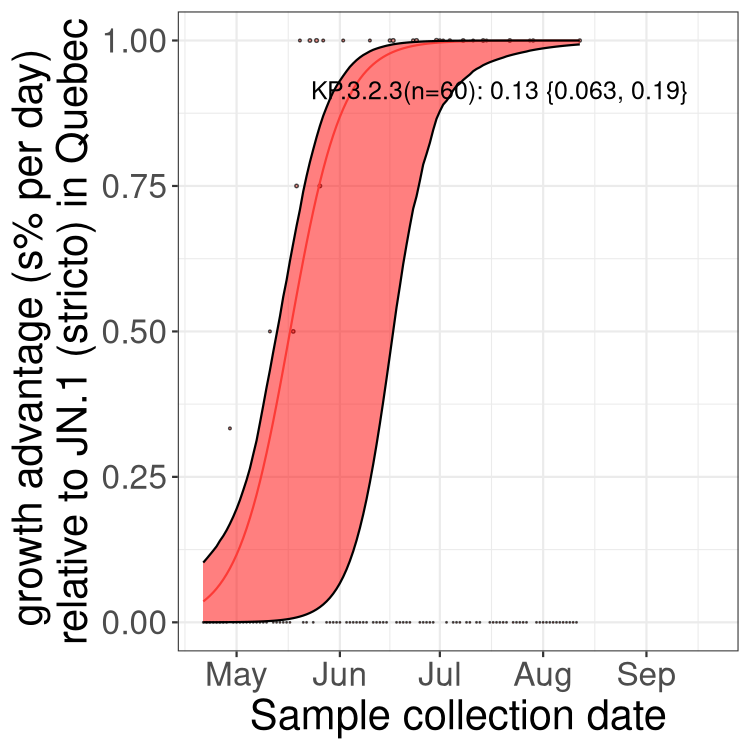 growth advantage (s% per day)
relative to JN.1 (stricto) in Quebec
1.00
0.75
0.50
0.25
0.00
KP.3.2.3(n=60): 0.13 {0.063, 0.19}
May Jun Jul Aug Sep
Sample collection date